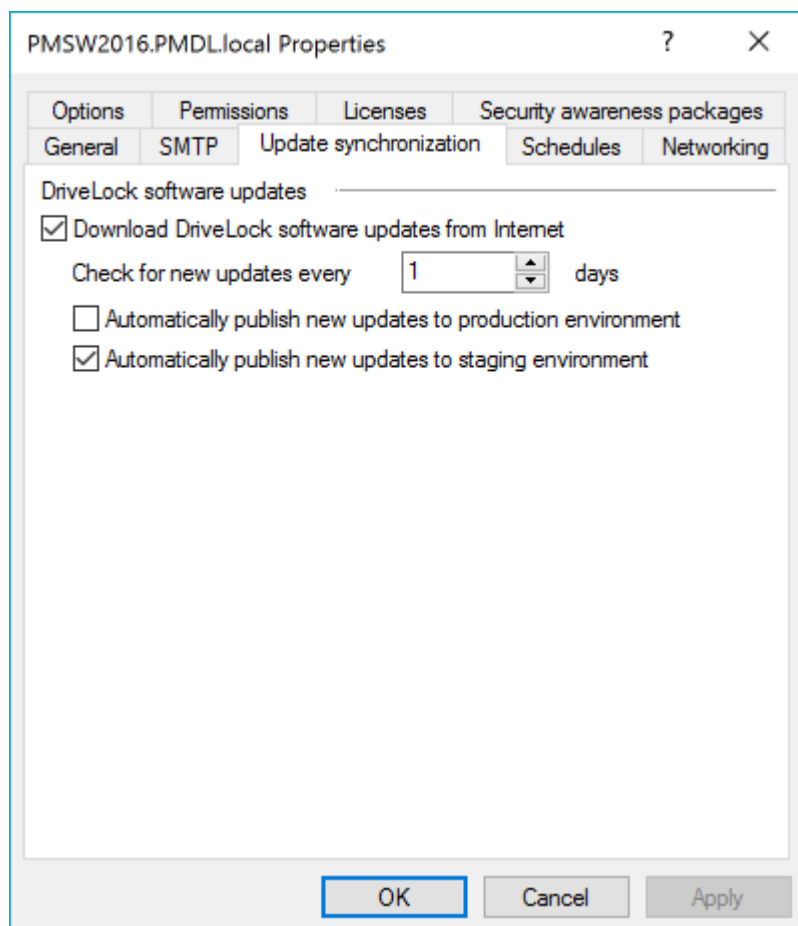 PMSW2016.PMDL.local Properties ?
Options Permissions Licenses Security awareness packages
General SMTP Update synchronization Schedules Networking
DriveLock software updates
Download DriveLock software updates from Internet
Check for new updates every 1 days
Automatically publish new updates to production environment
Automatically publish new updates to staging environment
OK Cancel Apply